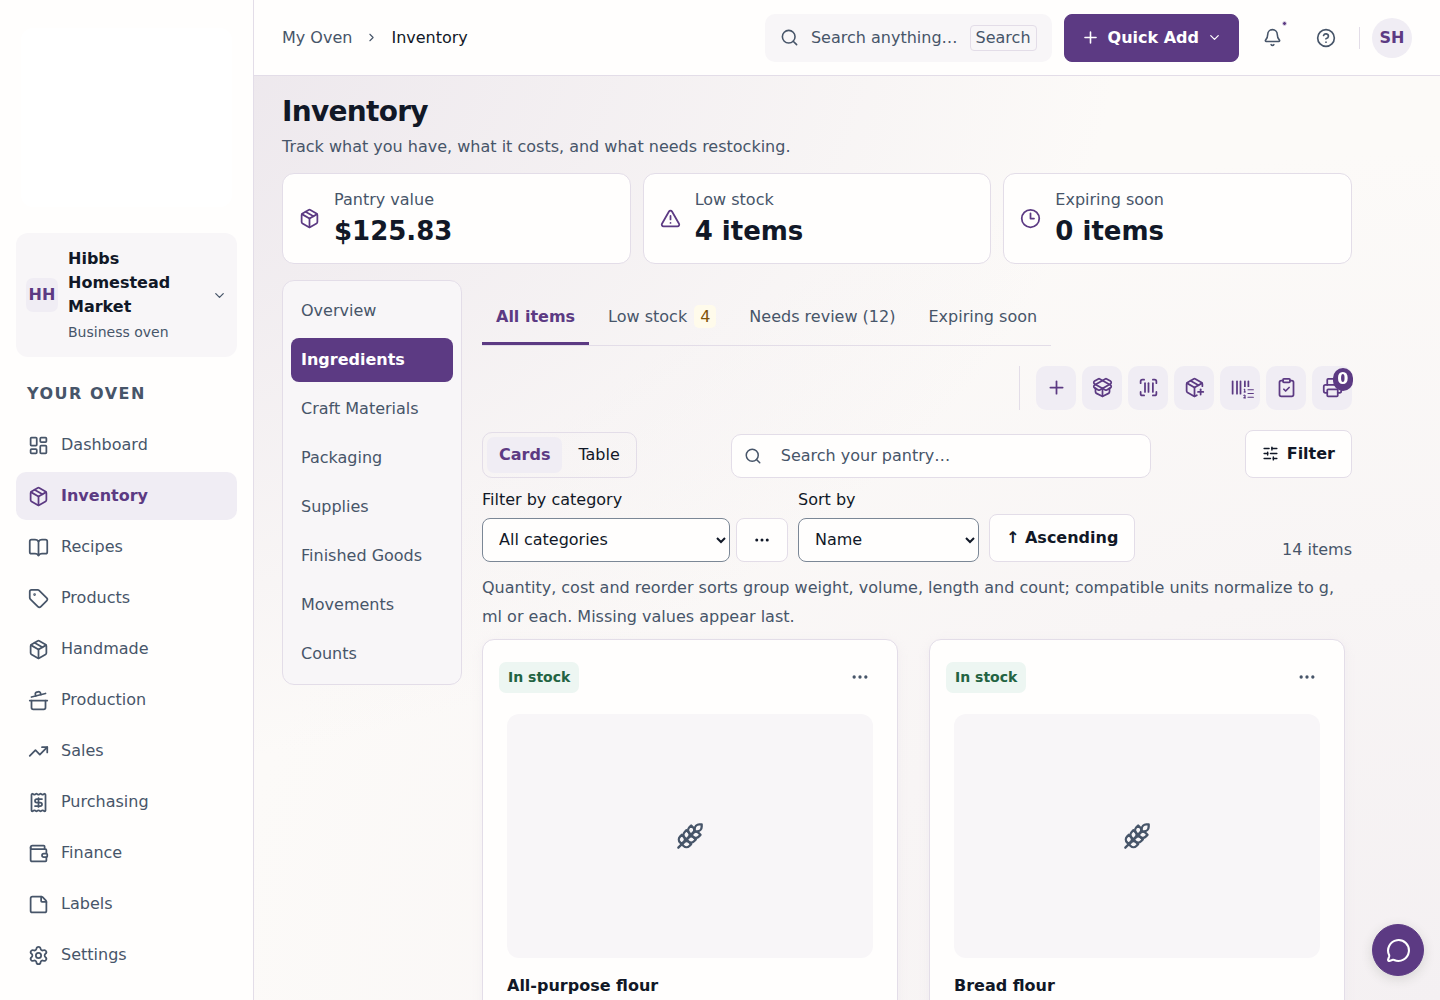 My Oven > Inventory
Search anything... Search
Quick Add
SH
Inventory
Track what you have, what it costs, and what needs restocking.
Pantry value
$125.83
Low stock
4 items
Expiring soon
0 items
HH
Hibbs
Homestead
Market
Business oven
YOUR OVEN
Dashboard
Inventory
Recipes
Products
Handmade
Production
Sales
Purchasing
Finance
Labels
Settings
Overview
Ingredients
Craft Materials
Packaging
Supplies
Finished Goods
Movements
Counts
All items
Low stock 4
Needs review (12)
Expiring soon
0
Cards Table
Search your pantry...
Filter
Filter by category
All categories
...
Sort by
Name
↑ Ascending
14 items
Quantity, cost and reorder sorts group weight, volume, length and count; compatible units normalize to g,
ml or each. Missing values appear last.
In stock
All-purpose flour
In stock
Bread flour